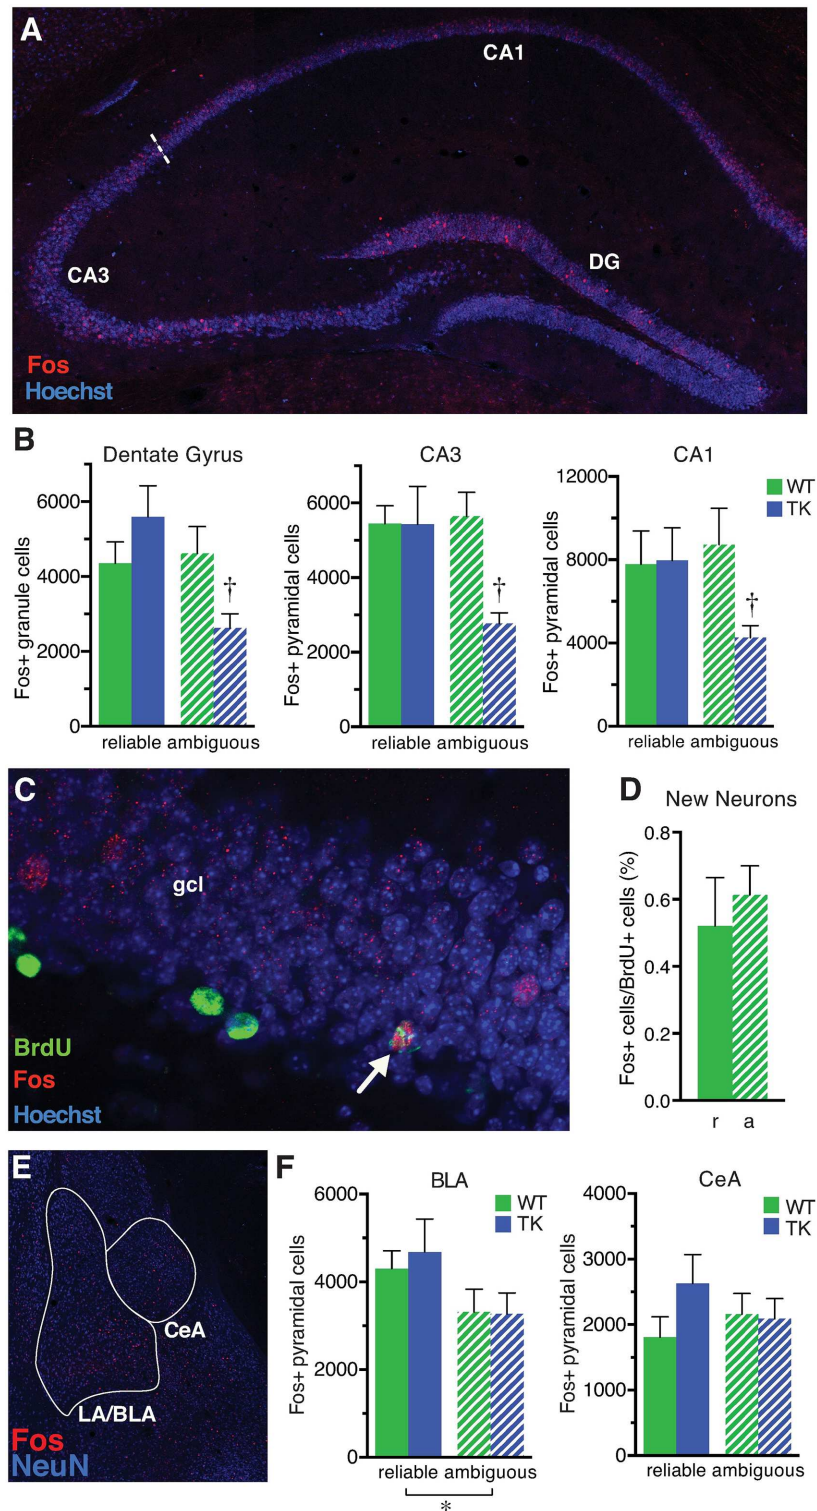 A
CA1
CA3
DG
Fos
Hoechst
B
Dentate Gyrus
Fos+ granule cells
6000
4000
2000
0
reliable ambiguous
†
CA3
Fos+ pyramidal cells
6000
4000
2000
0
reliable ambiguous
†
CA1
Fos+ pyramidal cells
12000
8000
4000
0
reliable ambiguous
†
WT
TK
C
gcl
BrdU
Fos
Hoechst
D
New Neurons
Fos+ cells/BrdU+ cells (%)
0.8
0.6
0.4
0.2
0.0
r a
E
CeA
LA/BLA
Fos
NeuN
F
BLA
WT
TK
Fos+ pyramidal cells
6000
4000
2000
0
reliable ambiguous
*
CeA
WT
TK
Fos+ pyramidal cells
4000
3000
2000
1000
0
reliable ambiguous